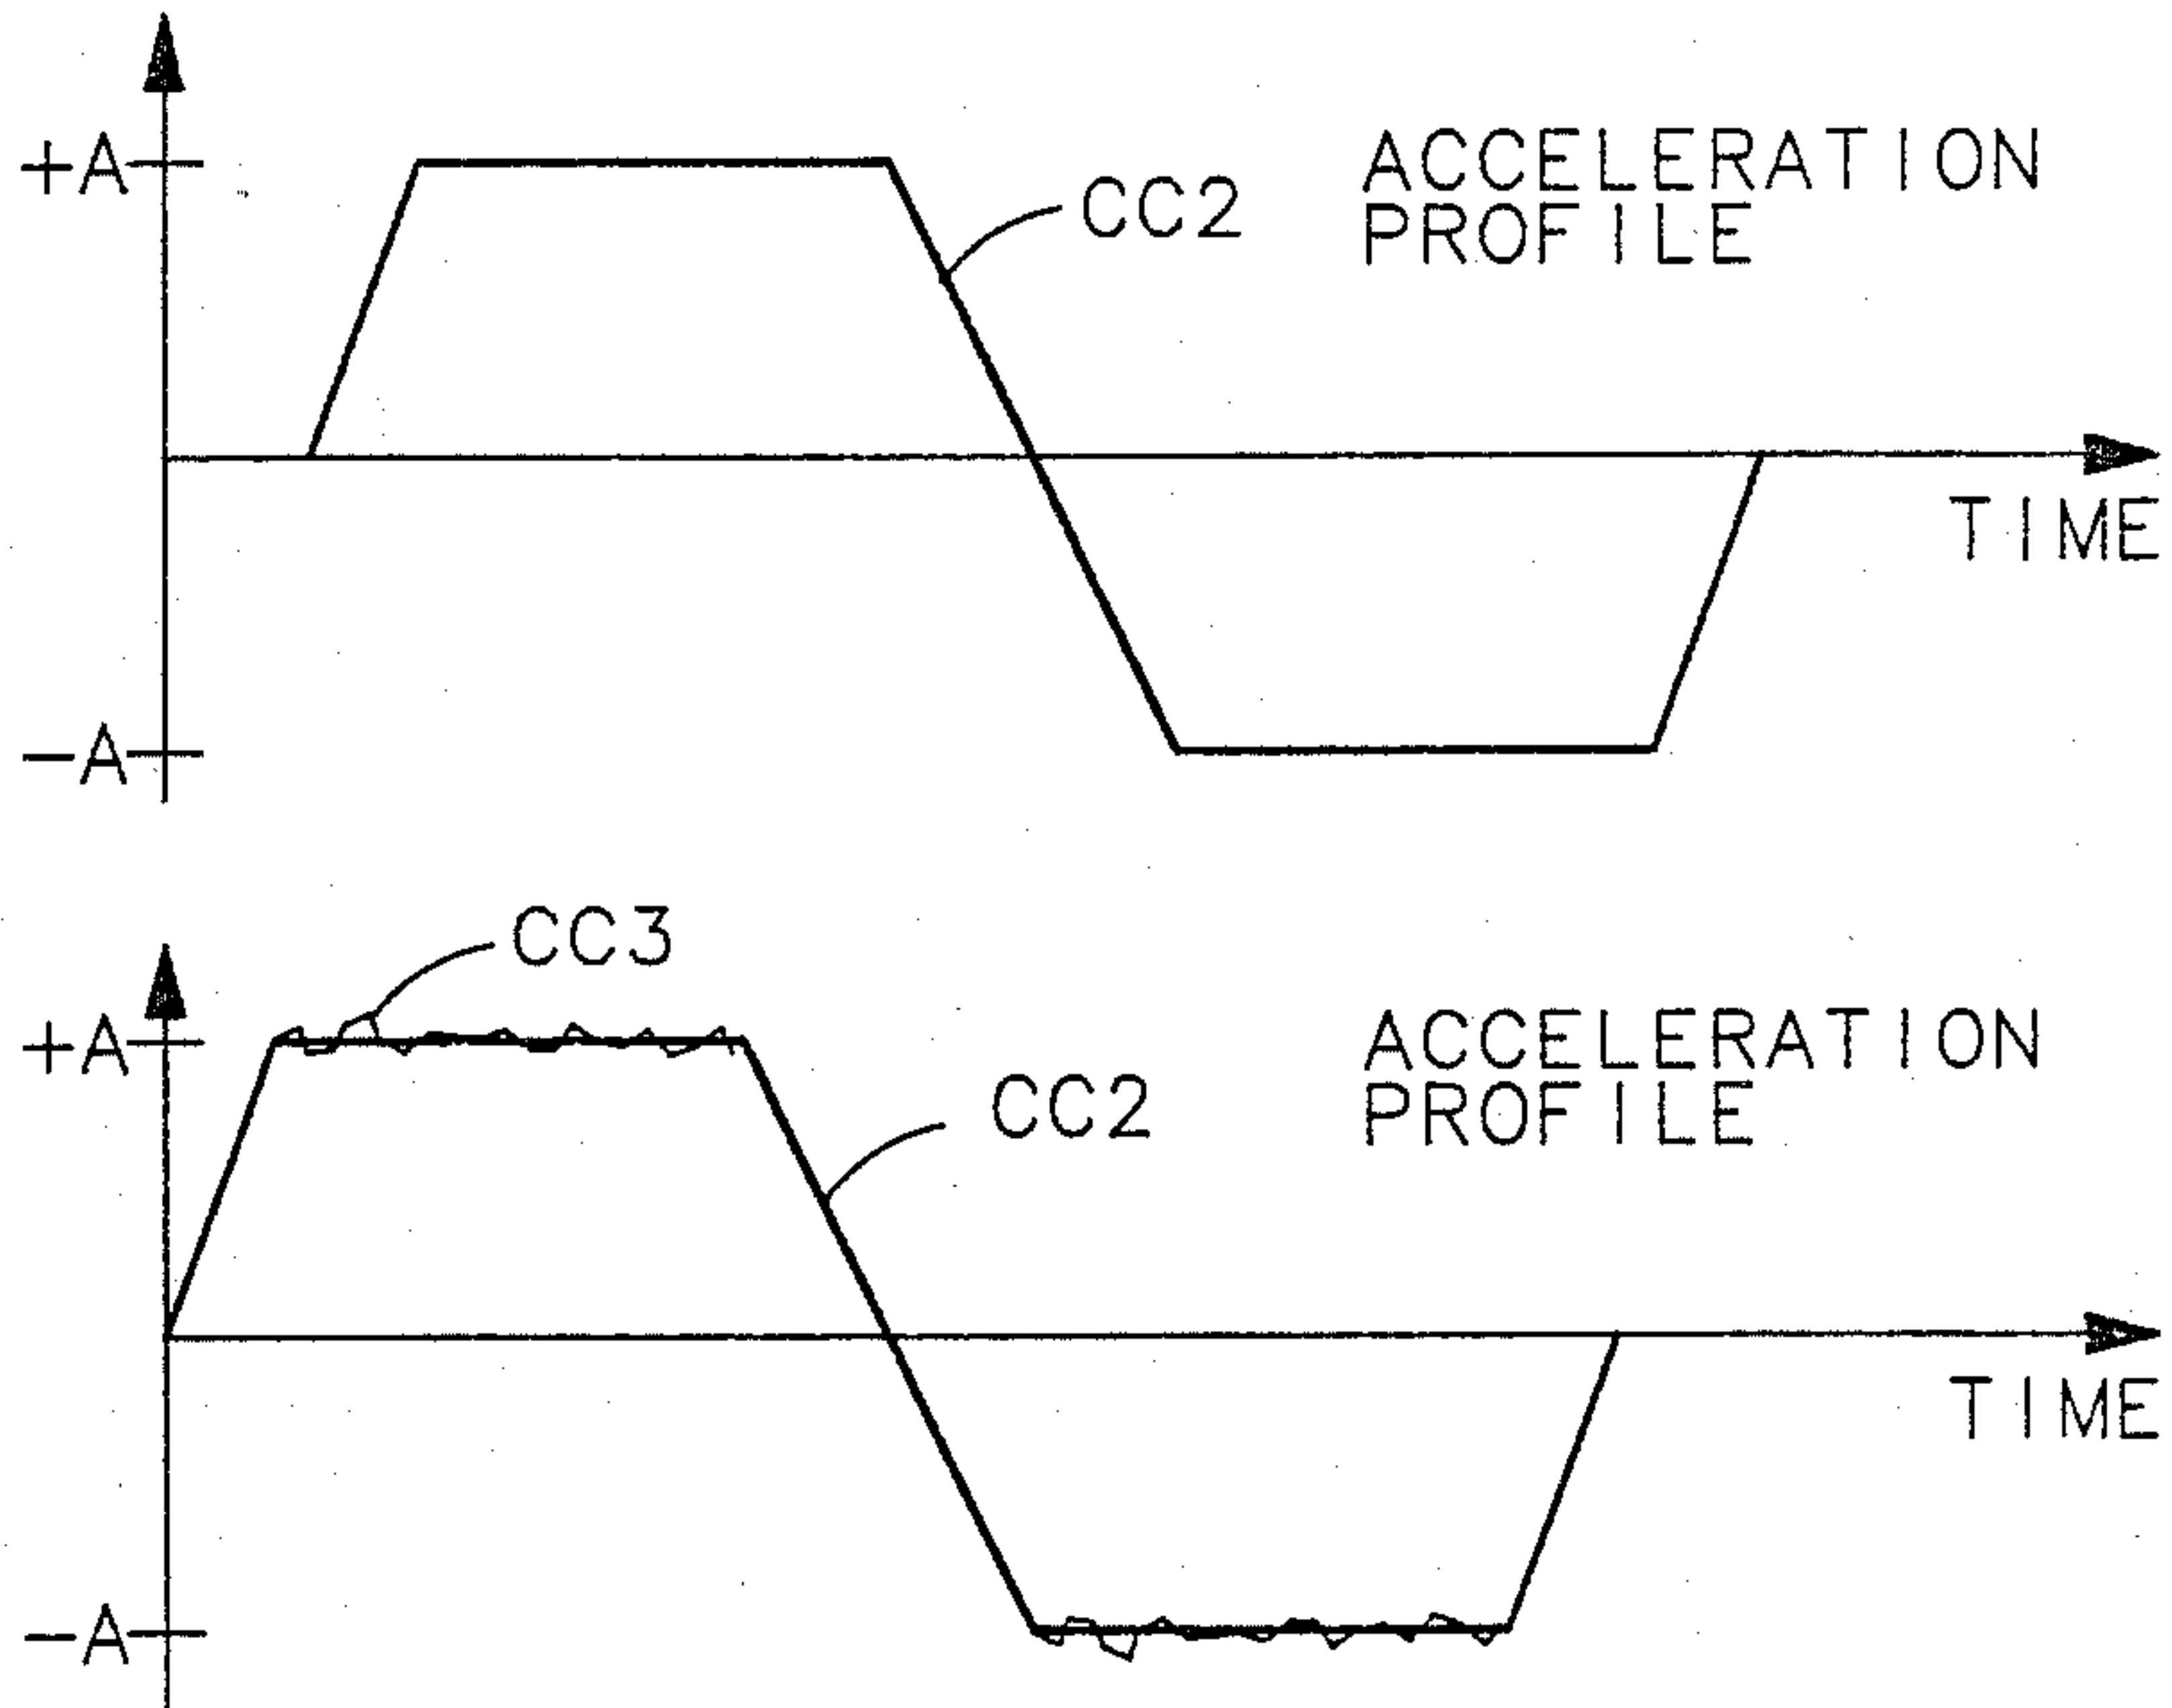 +A
CC2
ACCELERATION
PROFILE
TIME
-A
CC3
+A
CC2
ACCELERATION
PROFILE
TIME
-A